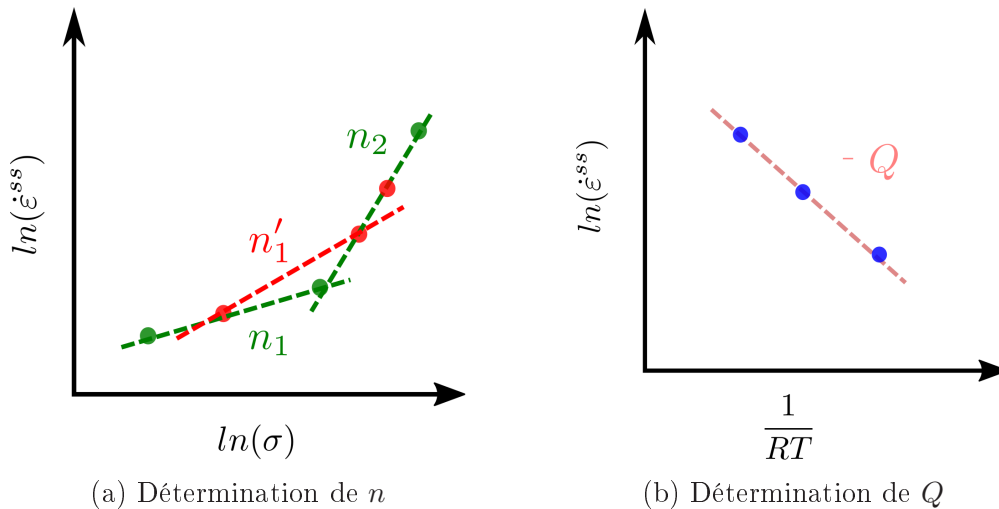 ln(ε̇ˢˢ)
n₂
n′₁
n₁
ln(σ)
(a) Détermination de n
ln(ε̇ˢˢ)
- Q
1
RT
(b) Détermination de Q